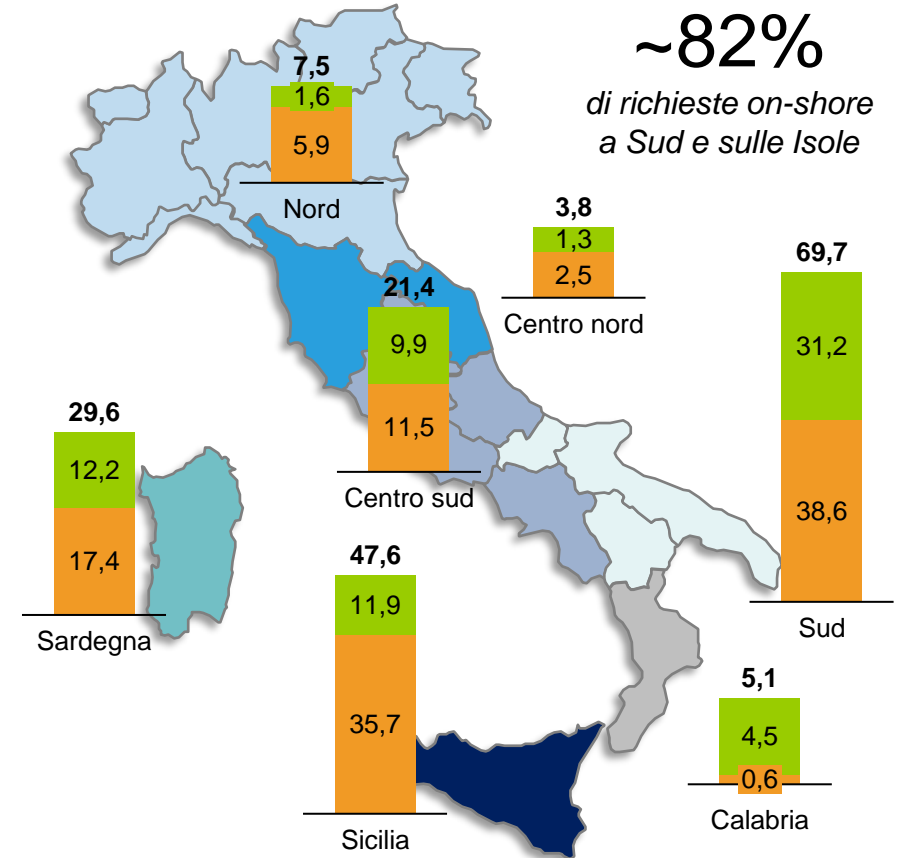 ~82%
di richieste on-shore
a Sud e sulle Isole
7,5
1,6
5,9
Nord
3,8
1,3
2,5
Centro nord
69,7
31,2
38,6
Sud
21,4
9,9
11,5
Centro sud
29,6
12,2
17,4
Sardegna
47,6
11,9
35,7
Sicilia
5,1
4,5
0,6
Calabria